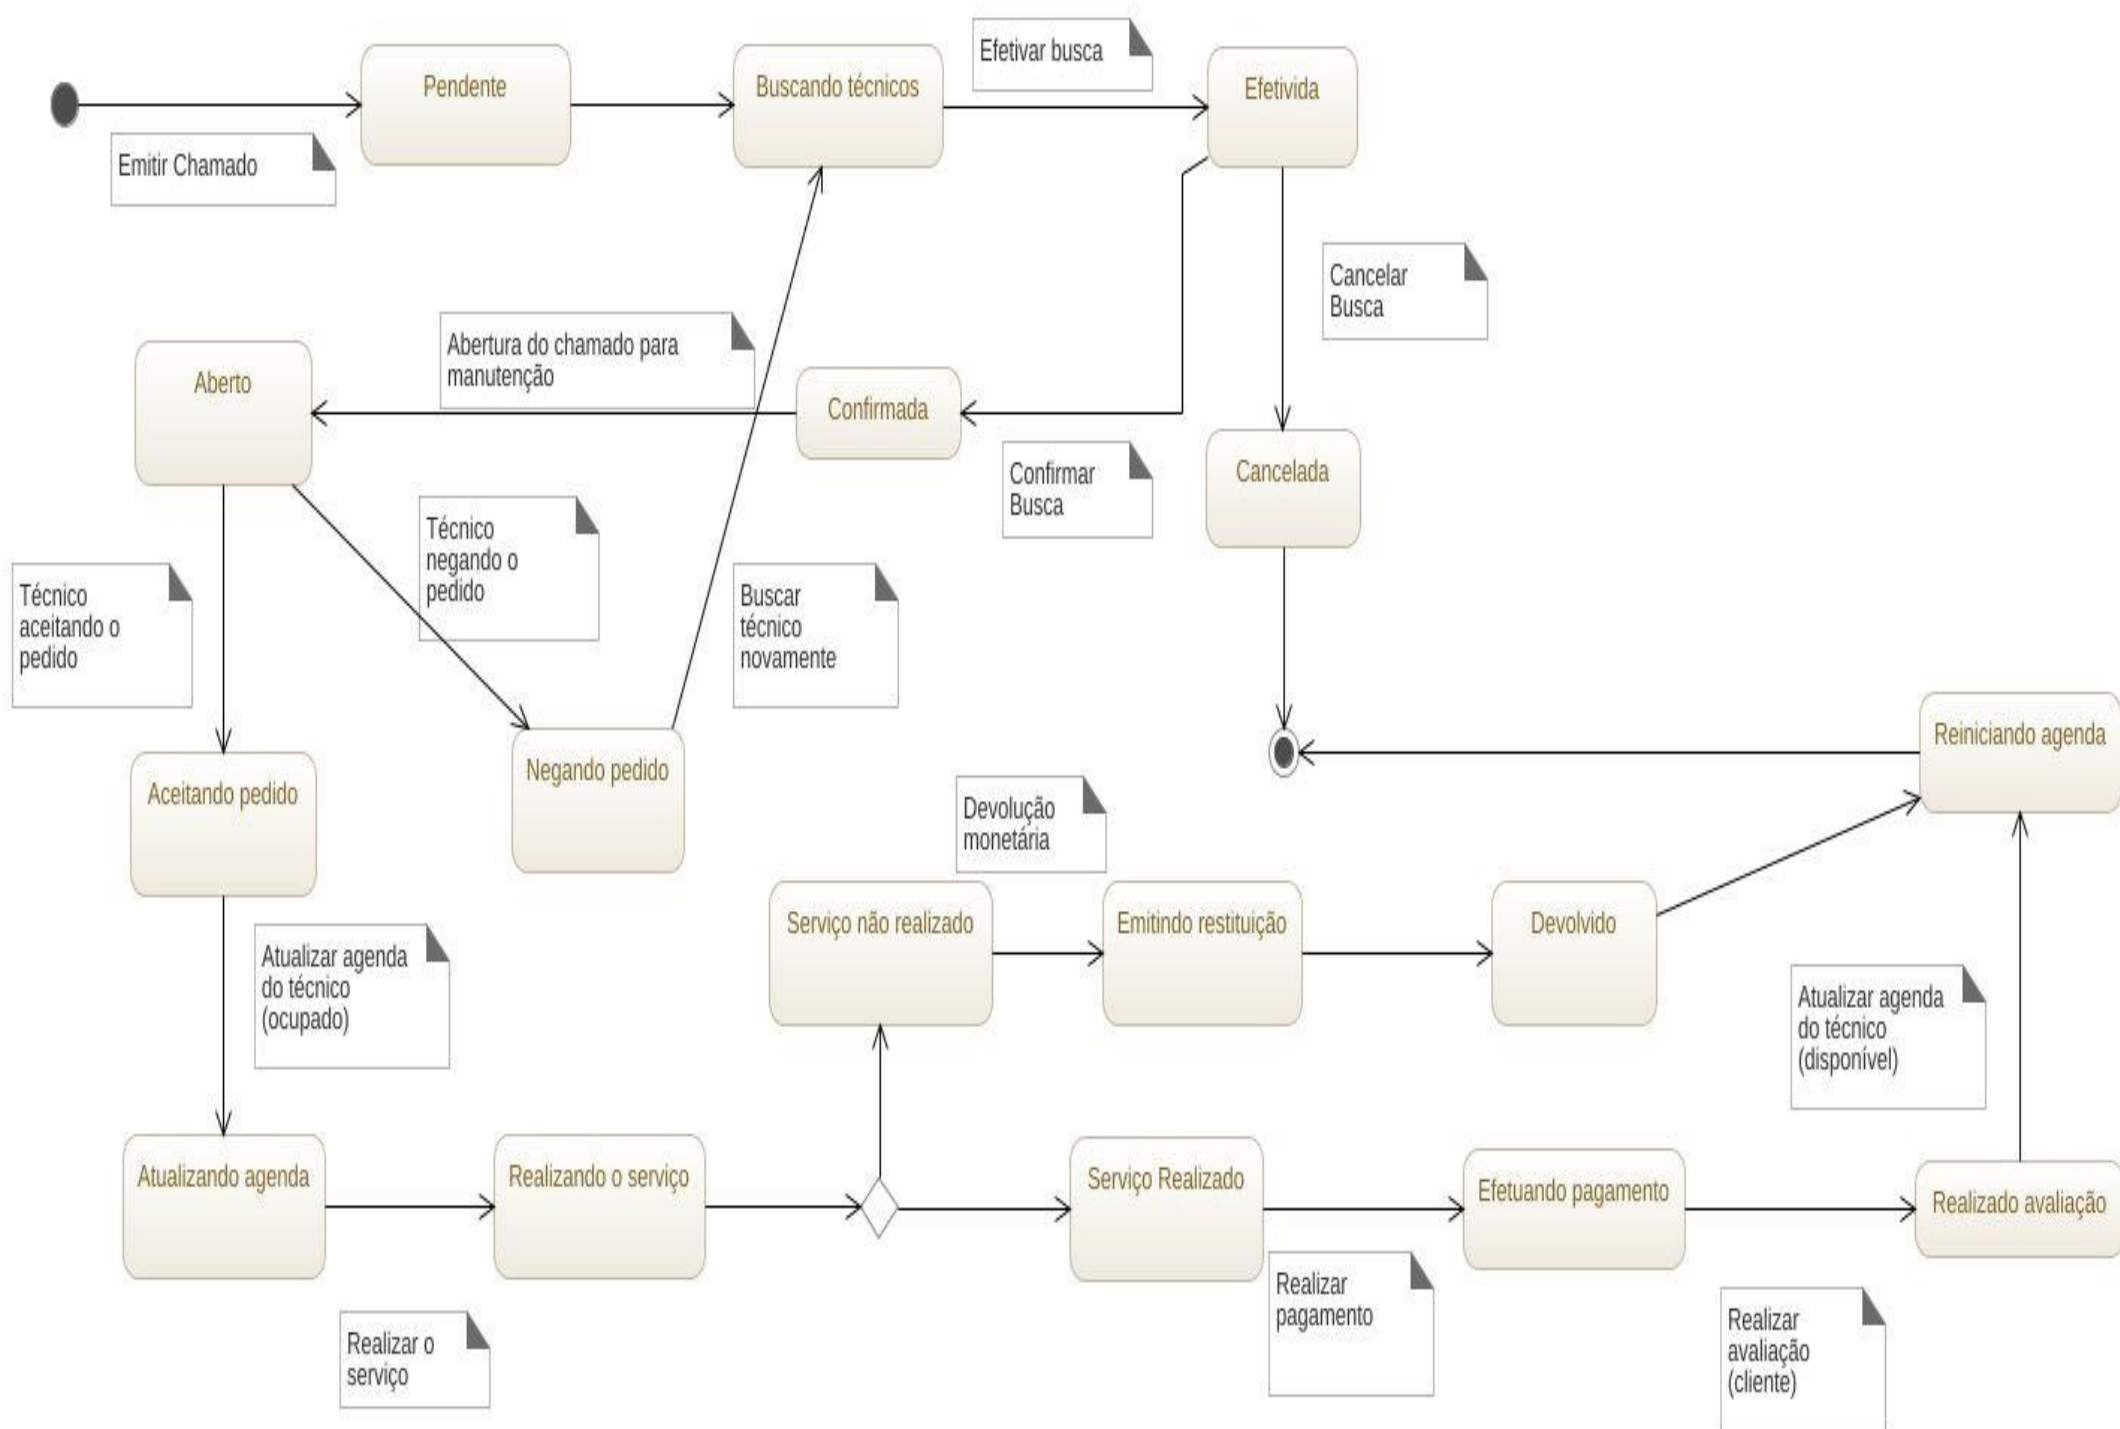 Efetivar busca
Pendente
Buscando técnicos
Efetivida
Emitir Chamado
Cancelar
Busca
Abertura do chamado para
manutenção
Aberto
Confirmada
Confirmar
Busca
Cancelada
Técnico
negando o
pedido
Técnico
aceitando o
pedido
Buscar
técnico
novamente
Reiniciando agenda
Aceitando pedido
Negando pedido
Devolução
monetária
Serviço não realizado
Emitindo restituição
Devolvido
Atualizar agenda
do técnico
(ocupado)
Atualizar agenda
do técnico
(disponível)
Atualizando agenda
Realizando o serviço
Serviço Realizado
Efetuando pagamento
Realizado avaliação
Realizar o
serviço
Realizar
pagamento
Realizar
avaliação
(cliente)